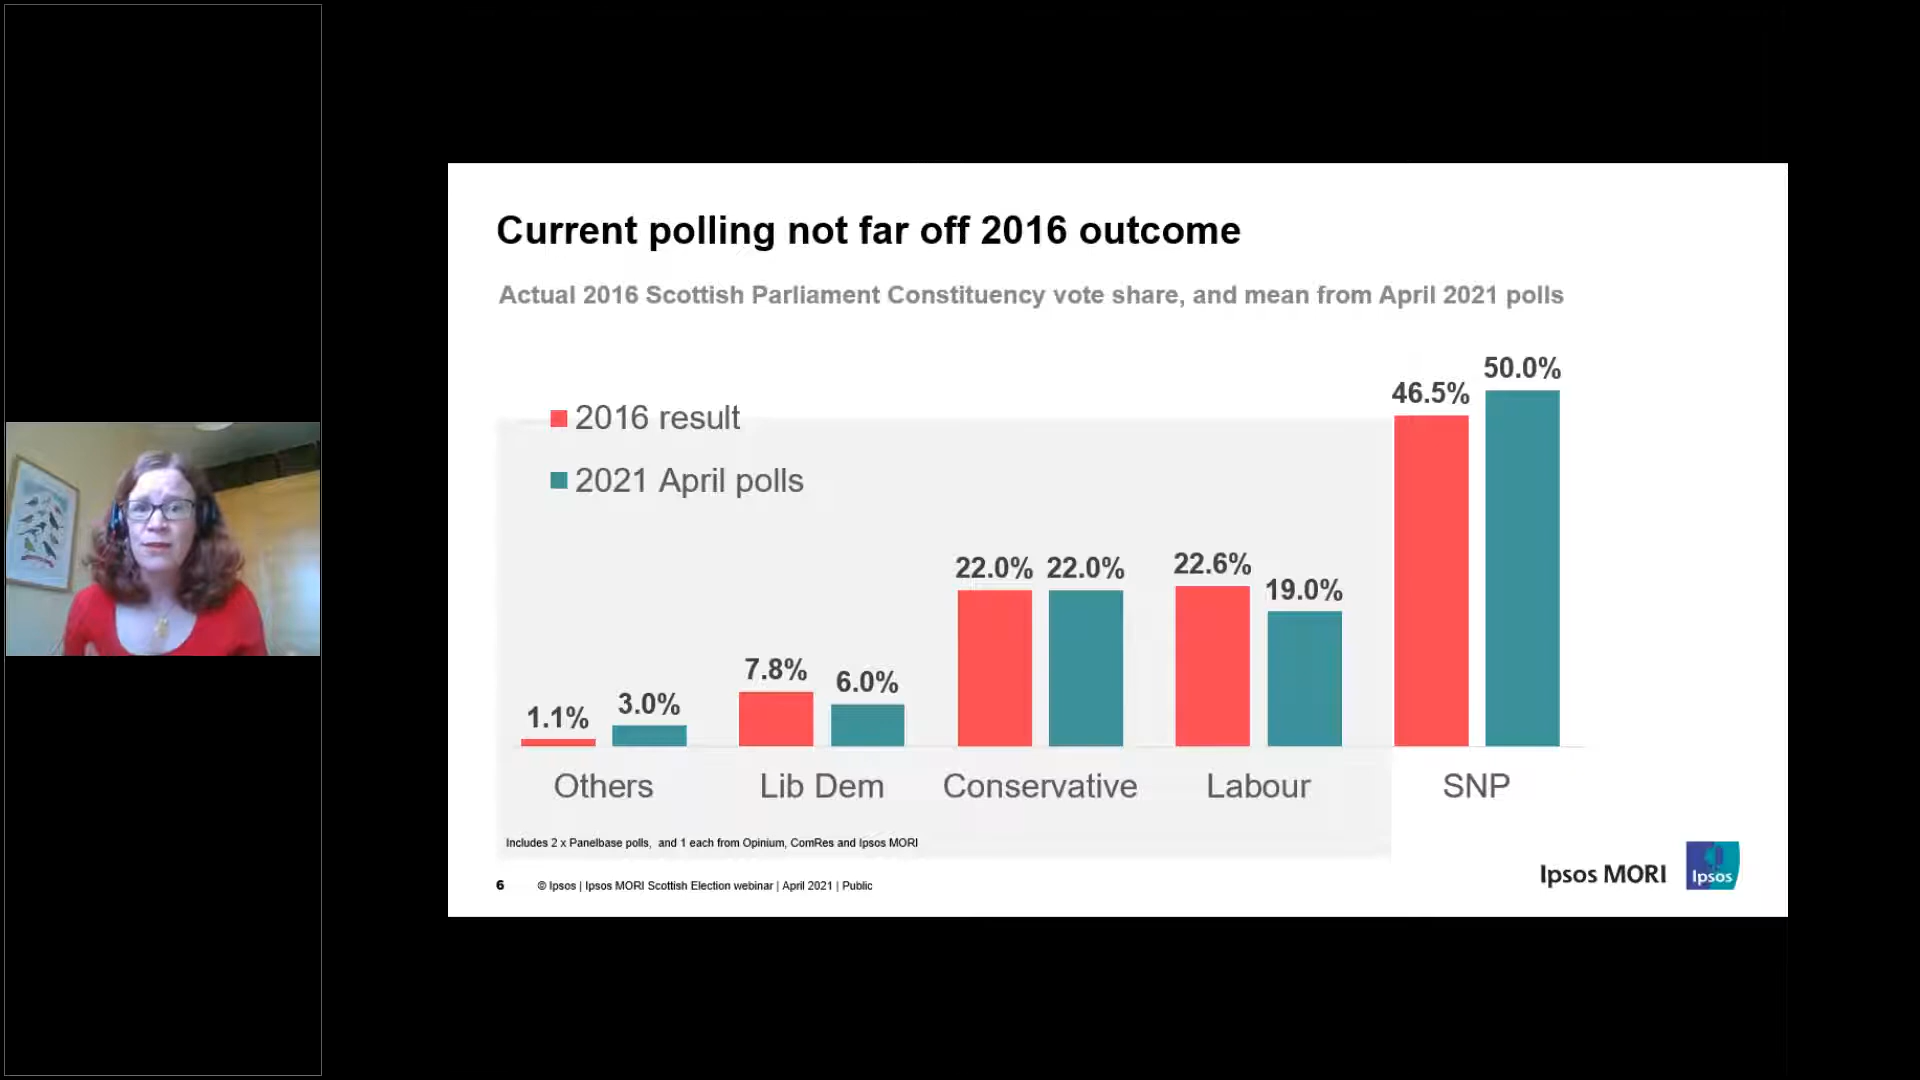 Current polling not far off 2016 outcome
Actual 2016 Scottish Parliament Constituency vote share, and mean from April 2021 polls
2016 result
2021 April polls
1.1%
3.0%
7.8%
6.0%
22.0%
22.0%
22.6%
19.0%
46.5%
50.0%
Others
Lib Dem
Conservative
Labour
SNP
Includes 2 x Panelbase polls, and 1 each from Opinium, ComRes and Ipsos MORI
6
© Ipsos | Ipsos MORI Scottish Election webinar | April 2021 | Public
Ipsos MORI
Ipsos